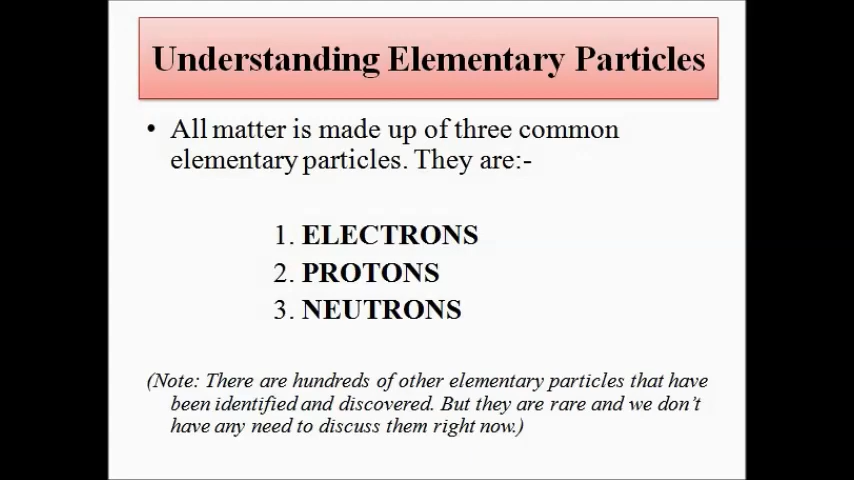 Understanding Elementary Particles
• All matter is made up of three common
elementary particles. They are:-
1. ELECTRONS
2. PROTONS
3. NEUTRONS
(Note: There are hundreds of other elementary particles that have
been identified and discovered. But they are rare and we don't
have any need to discuss them right now.)